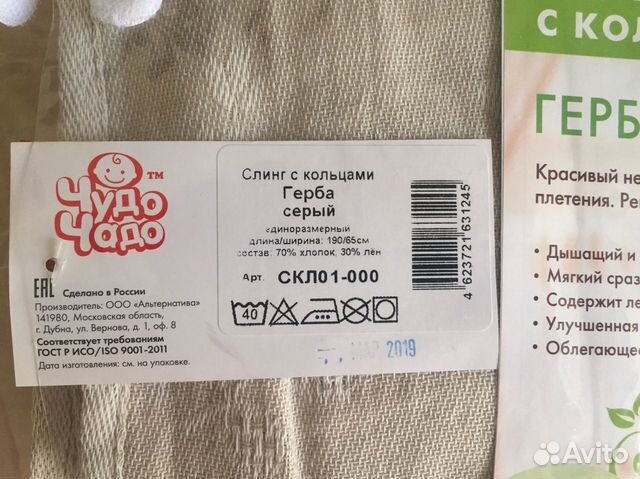 С КОЛ
ГЕРБ
Красивый не
плетения. Ре
• Дышащий и
• Мягкий сраз
• Содержит ле
• Улучшенная
• Облегающе
ЧУДО ТМ
ЧАДО
EAC Сделано в России
Производитель: ООО «Альтернатива»
141980, Московская область,
г. Дубна, ул. Вернова, д. 1, оф. 8
Соответствует требованиям
ГОСТ Р ИСО/ISO 9001-2011
Дата изготовления: см. на упаковке.
Слинг с кольцами
Герба
серый
единоразмерный
длина/ширина: 190/65см
состав: 70% хлопок, 30% лён
Арт. СКЛ01-000
40
4 623721 631245
МАР 2019
Avito